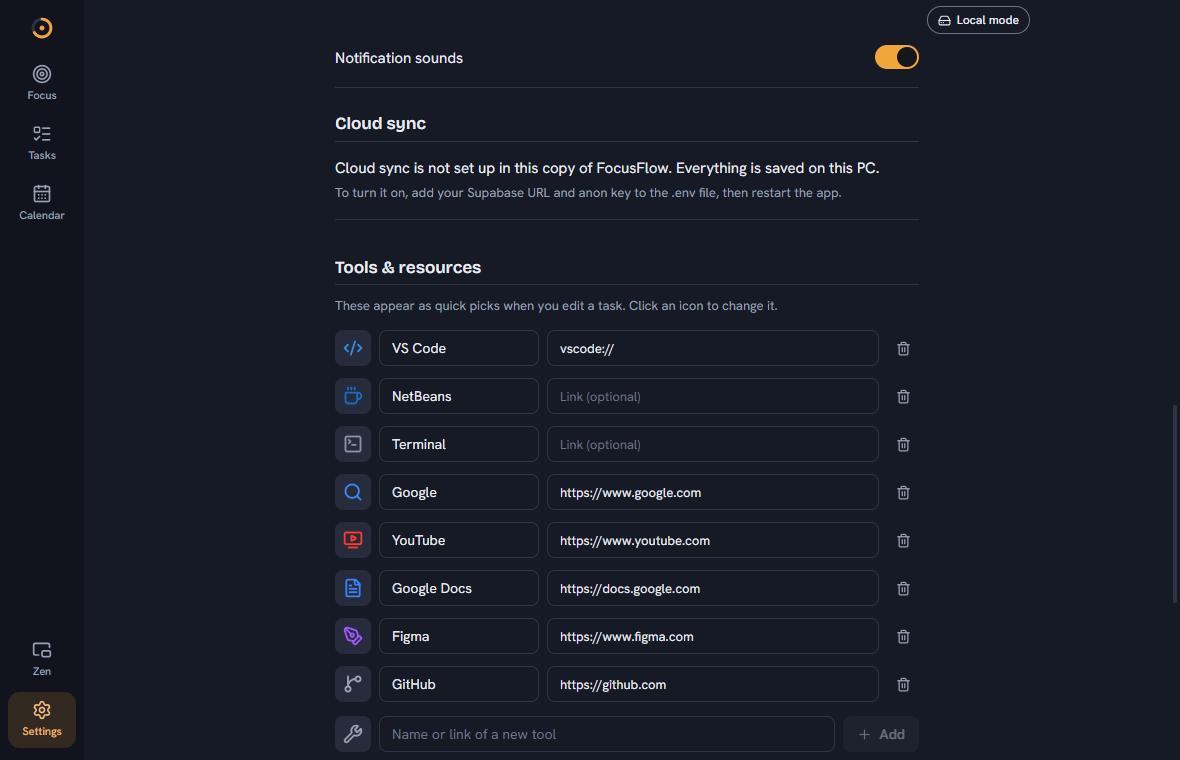 Local mode
Focus
Tasks
Calendar
Zen
Settings
Notification sounds
Cloud sync
Cloud sync is not set up in this copy of FocusFlow. Everything is saved on this PC.
To turn it on, add your Supabase URL and anon key to the .env file, then restart the app.
Tools & resources
These appear as quick picks when you edit a task. Click an icon to change it.
VS Code vscode://
NetBeans Link (optional)
Terminal Link (optional)
Google https://www.google.com
YouTube https://www.youtube.com
Google Docs https://docs.google.com
Figma https://www.figma.com
GitHub https://github.com
Name or link of a new tool + Add